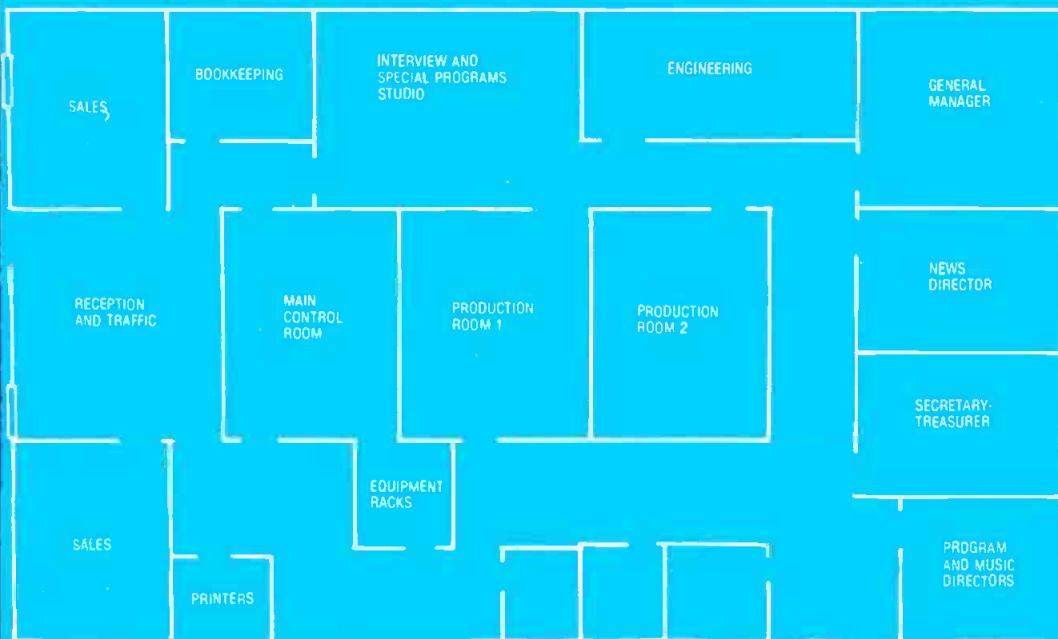 SALES
BOOKKEEPING
INTERVIEW AND
SPECIAL PROGRAMS
STUDIO
ENGINEERING
GENERAL
MANAGER
RECEPTION
AND TRAFFIC
MAIN
CONTROL
ROOM
PRODUCTION
ROOM 1
PRODUCTION
ROOM 2
NEWS
DIRECTOR
SECRETARY-
TREASURER
EQUIPMENT
RACKS
SALES
PRINTERS
PROGRAM
AND MUSIC
DIRECTORS